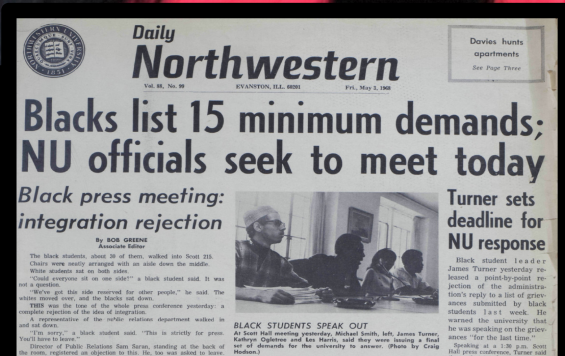 Daily
Northwestern
Vol. 88, No. 99 EVANSTON, ILL. 60201 Fri., May 3, 1968
Davies hunts
apartments
See Page Three
Blacks list 15 minimum demands;
NU officials seek to meet today
Black press meeting:
integration rejection
By BOB GREENE
Associate Editor
The black students, about 30 of them, walked into Scott 213.
Chairs were neatly arranged with an aisle down the middle.
White students sat on both sides.
"Could everyone sit on one side?" a black student said. It was
not a question.
"We've got this side reserved for other people," he said. The
whites moved over, and the blacks sat down.
THIS was the tone of the whole press conference yesterday: a
complete rejection of the idea of integration.
A representative of the public relations department walked in
and sat down.
"I'm sorry," a black student said. "This is strictly for press.
You'll have to leave."
Director of Public Relations Sam Saran, standing at the back of
the room, registered an objection to this. He, too, was asked to leave.
BLACK STUDENTS SPEAK OUT
At Scott Hall meeting yesterday, Michael Smith, left, James Turner,
Kathryn Ogletree and Les Harris, said they were issuing a final
set of demands for the university to answer. (Photo by Craig
Hodson.)
Turner sets
deadline for
NU response
Black student leader
James Turner yesterday re-
leased a point-by-point re-
jection of the administra-
tion's reply to a list of griev-
ances submitted by black
students last week. He
warned the university that
he was speaking on the griev-
ances "for the last time."
Speaking at a 1:30 p.m. Scott
Hall press conference, Turner said